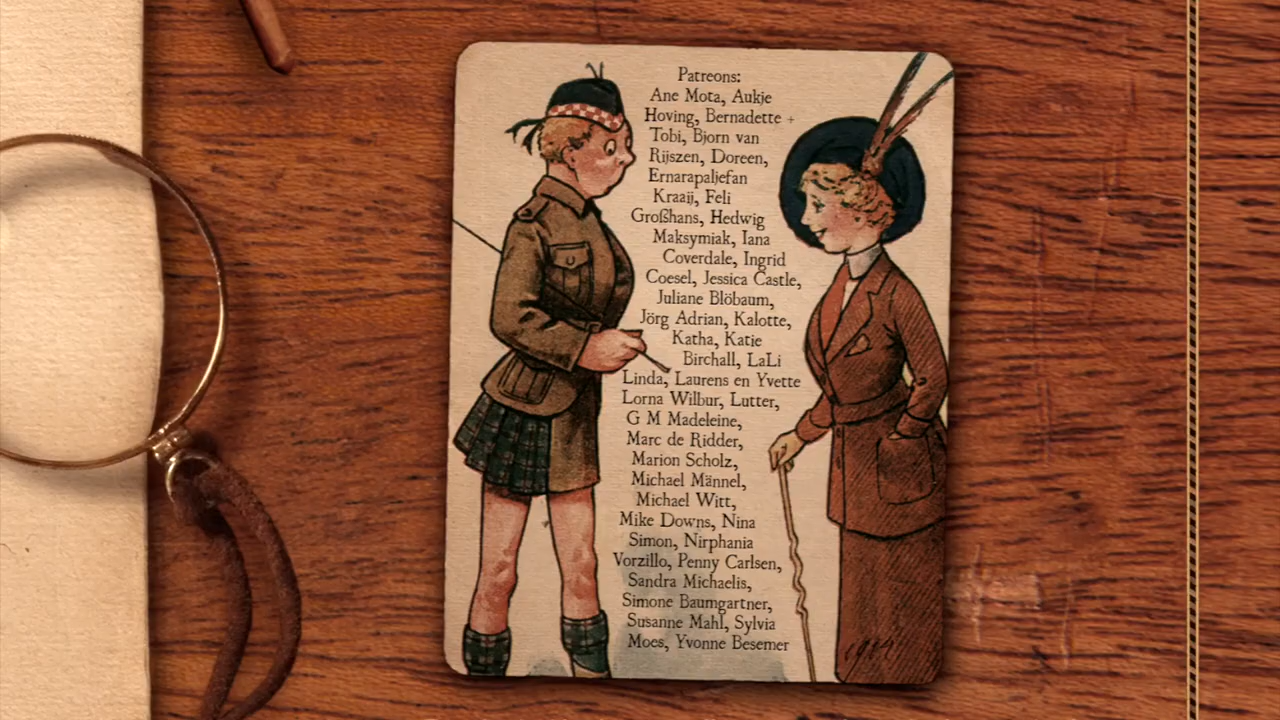 Patreons:
Ane Mota, Aukje
Hoving, Bernadette +
Tobi, Bjorn van
Rijszen, Doreen,
Ernarapaljefan
Kraaij, Feli
Großhans, Hedwig
Maksymiak, Iana
Coverdale, Ingrid
Coesel, Jessica Castle,
Juliane Blöbaum,
Jörg Adrian, Kalotte,
Katha, Katie
Birchall, LaLi
Linda, Laurens en Yvette
Lorna Wilbur, Lutter,
G M Madeleine,
Marc de Ridder,
Marion Scholz,
Michael Männel,
Michael Witt,
Mike Downs, Nina
Simon, Nirphania
Vorzillo, Penny Carlsen,
Sandra Michaelis,
Simone Baumgartner,
Susanne Mahl, Sylvia
Moes, Yvonne Besemer
1914